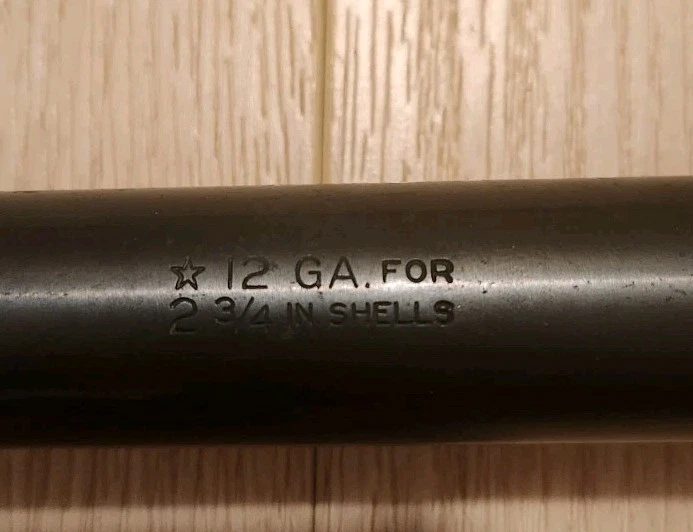 ☆ 12 GA. FOR
2 3/4 IN SHELLS